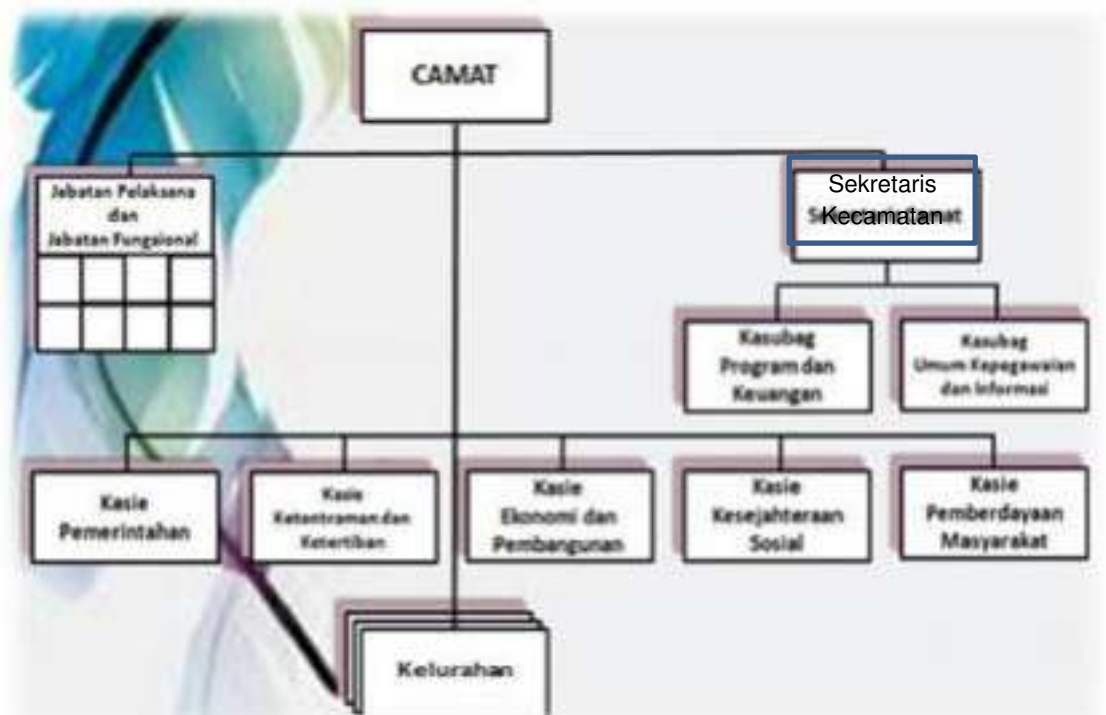 CAMAT
Jabatan Pelaksana
dan
Jabatan Fungsional
Sekretaris
Kecamatan
Kasubag
Program dan
Keuangan
Kasubag
Umum Kepegawaian
dan Informasi
Kasie
Pemerintahan
Kasie
Ketentraman dan
Ketertiban
Kasie
Ekonomi dan
Pembangunan
Kasie
Kesejahteraan
Sosial
Kasie
Pemberdayaan
Masyarakat
Kelurahan